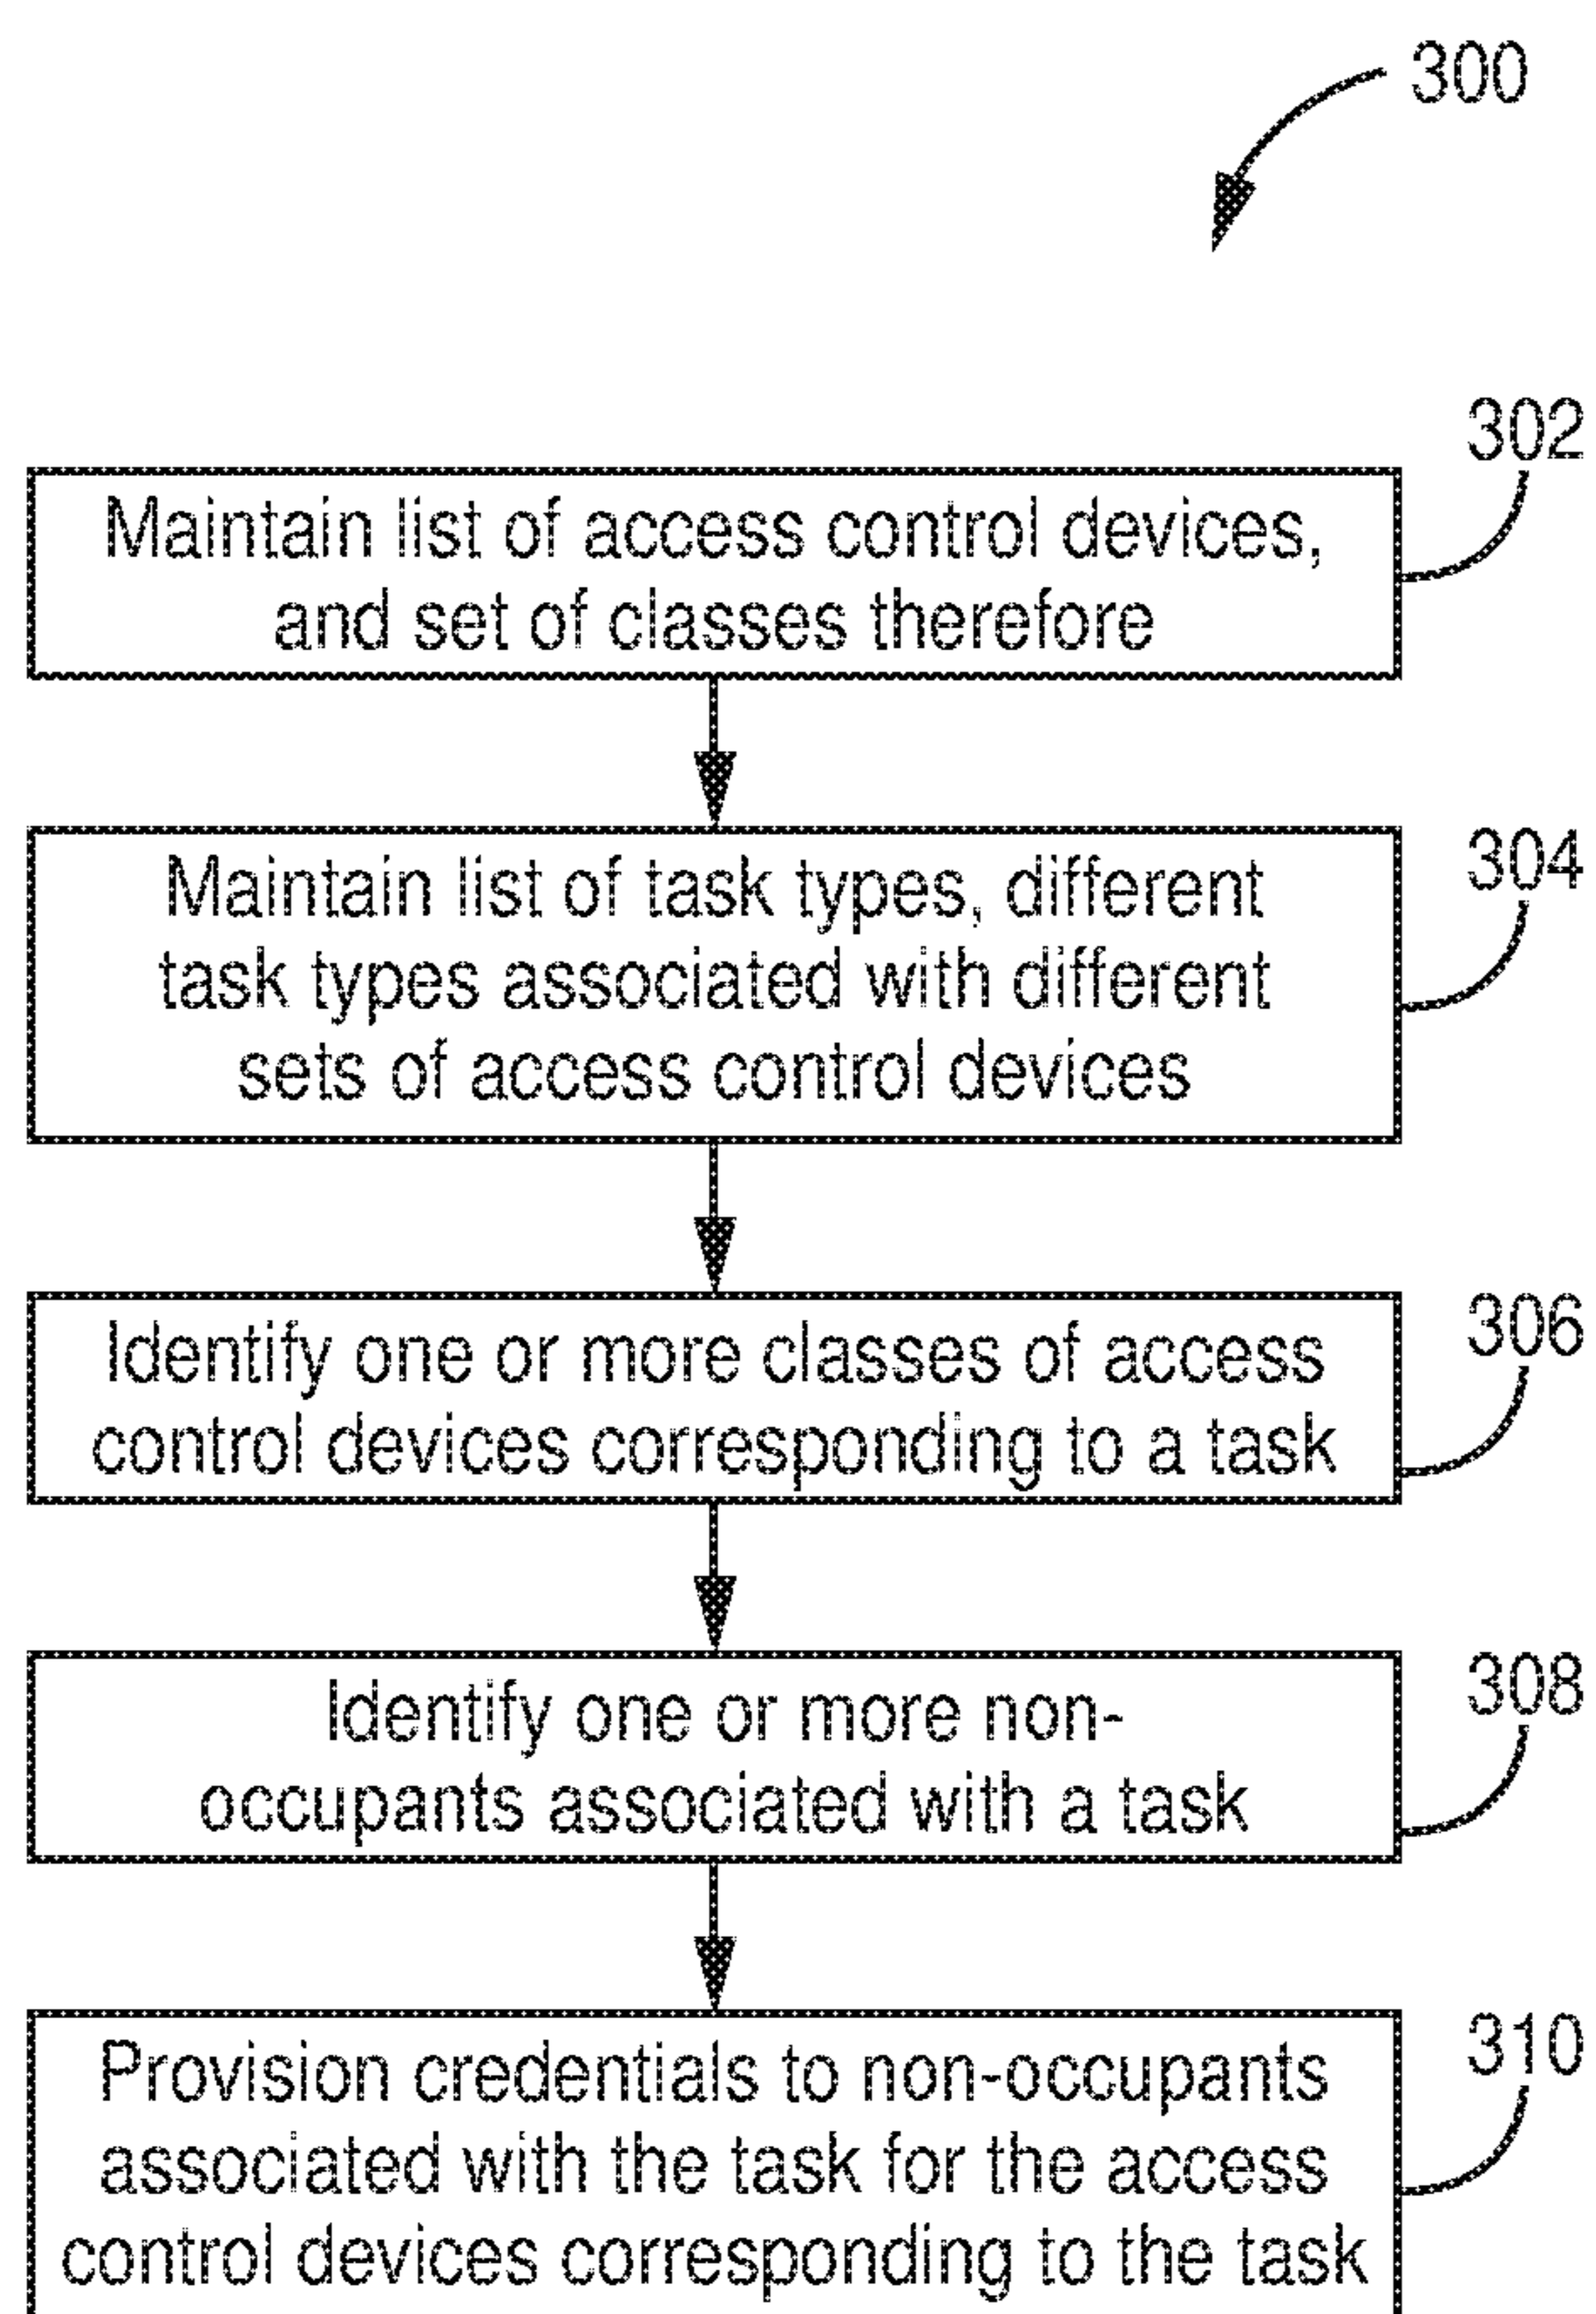 300
302
Maintain list of access control devices,
and set of classes therefore
304
Maintain list of task types, different
task types associated with different
sets of access control devices
306
Identify one or more classes of access
control devices corresponding to a task
308
Identify one or more non-
occupants associated with a task
310
Provision credentials to non-occupants
associated with the task for the access
control devices corresponding to the task